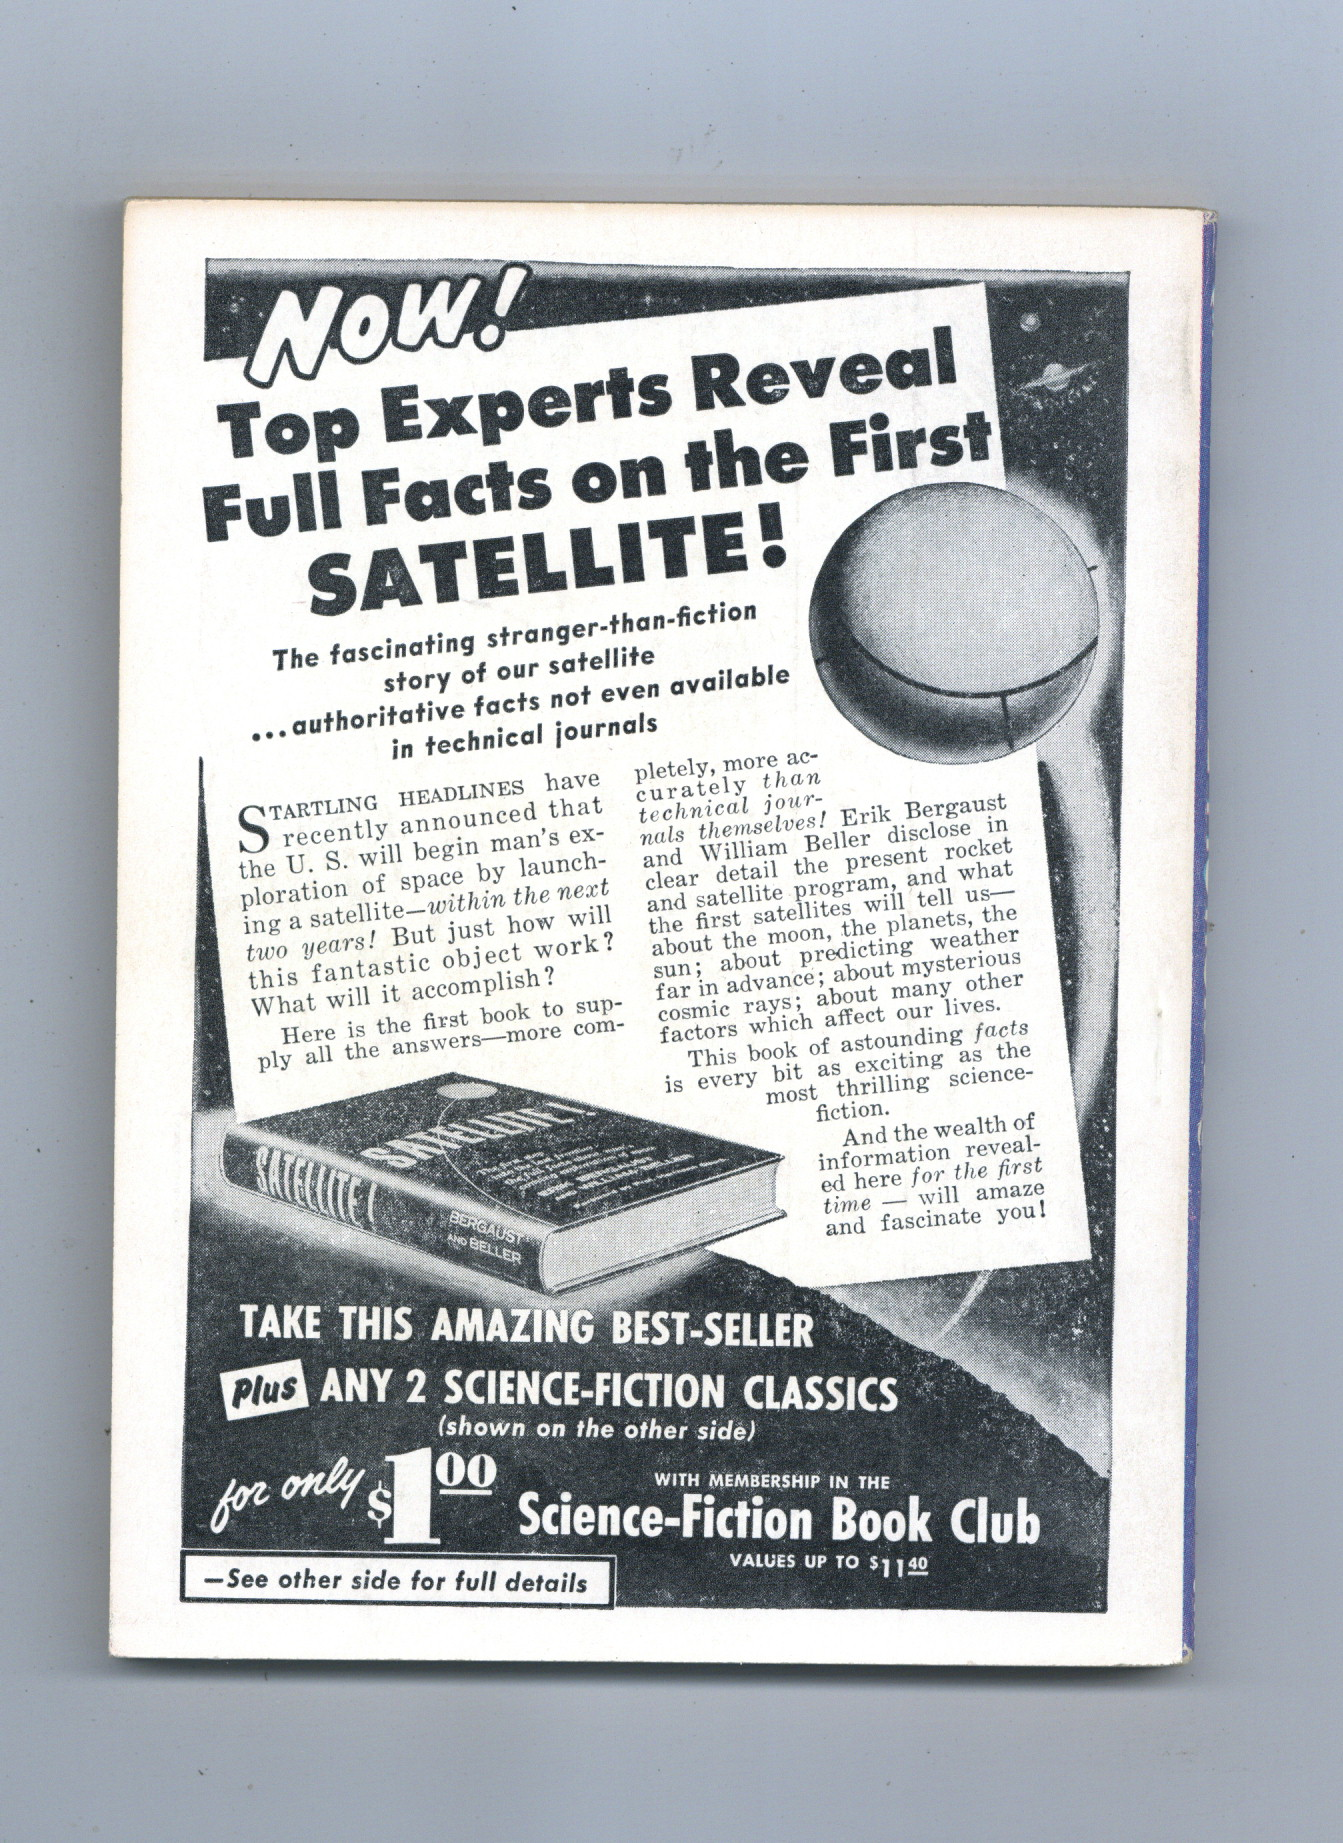 NOW!
Top Experts Reveal
Full Facts on the First
SATELLITE!
The fascinating stranger-than-fiction
story of our satellite
...authoritative facts not even available
in technical journals
STARTLING HEADLINES have
recently announced that
the U. S. will begin man's ex-
ploration of space by launch-
ing a satellite—within the next
two years! But just how will
this fantastic object work?
What will it accomplish?
Here is the first book to sup-
ply all the answers—more com-
pletely, more ac-
curately than
technical jour-
nals themselves! Erik Bergaust
and William Beller disclose in
clear detail the present rocket
and satellite program, and what
the first satellites will tell us—
about the moon, the planets, the
sun; about predicting weather
far in advance; about mysterious
cosmic rays; about many other
factors which affect our lives.
This book of astounding facts
is every bit as exciting as the
most thrilling science-
fiction.
And the wealth of
information reveal-
ed here for the first
time — will amaze
and fascinate you!
SATELLITE!
SATELLITE!
BERGAUST
AND BELLER
TAKE THIS AMAZING BEST-SELLER
Plus ANY 2 SCIENCE-FICTION CLASSICS
(shown on the other side)
for only $1.00
WITH MEMBERSHIP IN THE
Science-Fiction Book Club
VALUES UP TO $11.40
—See other side for full details